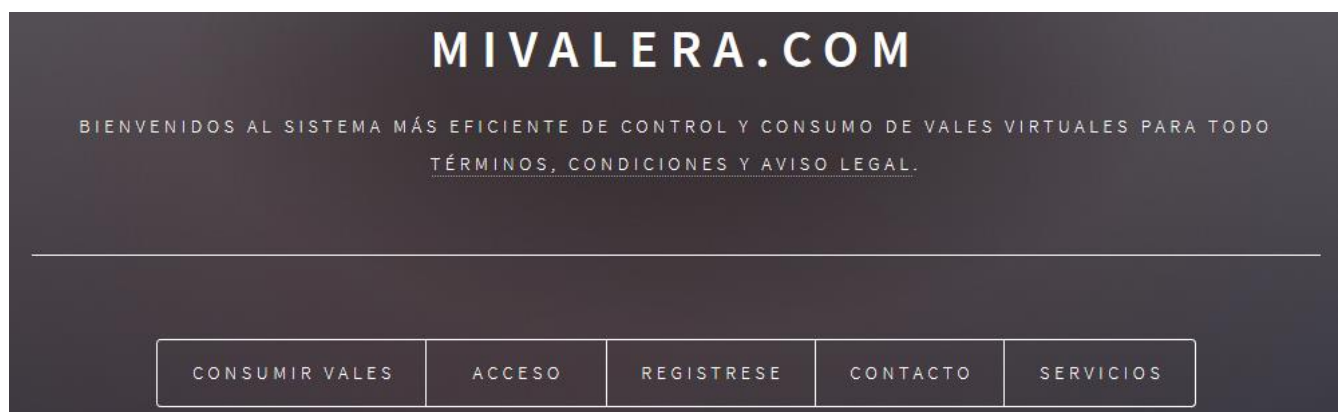 MIVALERA.COM
BIENVENIDOS AL SISTEMA MÁS EFICIENTE DE CONTROL Y CONSUMO DE VALES VIRTUALES PARA TODO
TÉRMINOS, CONDICIONES Y AVISO LEGAL.
CONSUMIR VALES ACCESO REGISTRESE CONTACTO SERVICIOS